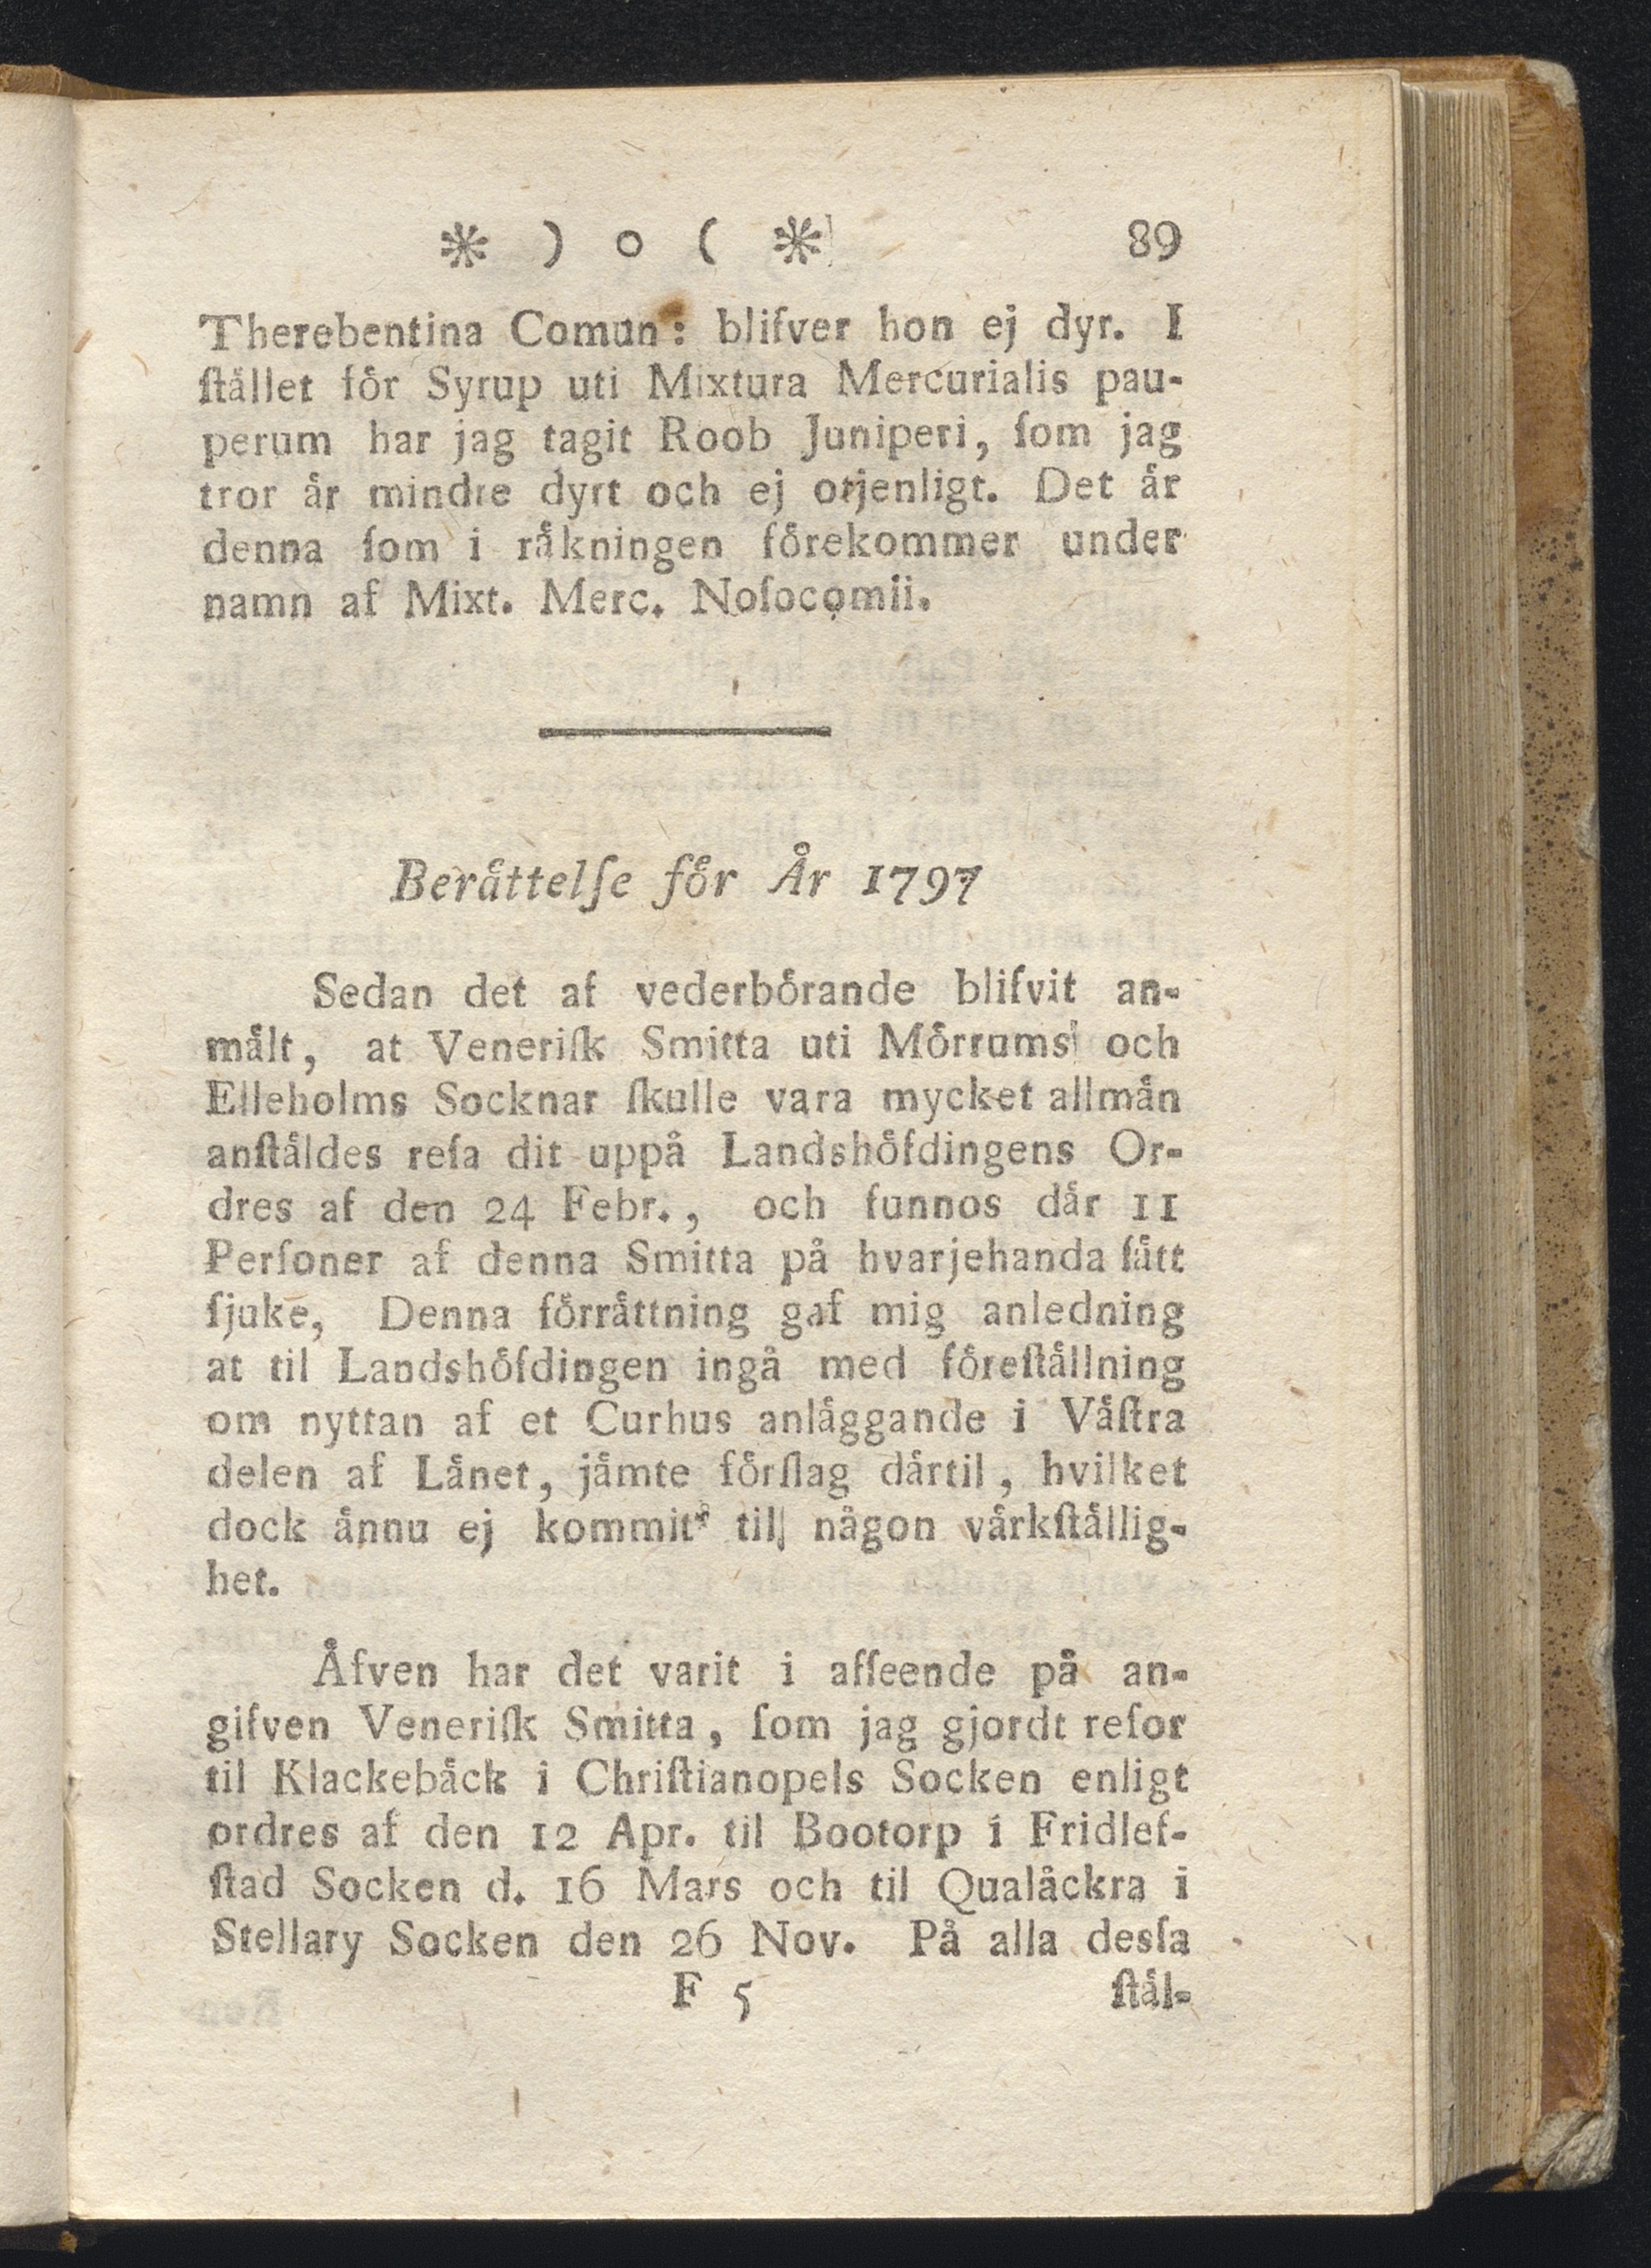 * ) o ( * 89
Therebentina Comun: blifver hon ej dyr. I
ſtället för Syrup uti Mixtura Mercurialis pau-
perum har jag tagit Roob Juniperi, ſom jag
tror är mindre dyrt och ej otjenligt. Det är
denna ſom i räkningen förekommer under
namn af Mixt. Merc. Noſocomii.
Berättelſe för År 1797
Sedan det af vederbörande blifvit an-
mält, at Veneriſk Smitta uti Mörrums och
Elleholms Socknar ſkulle vara mycket allmän
anſtäldes reſa dit uppå Landshöfdingens Or-
dres af den 24 Febr., och funnos där 11
Perſoner af denna Smitta på hvarjehanda ſätt
ſjuke, Denna förrättning gaf mig anledning
at til Landshöfdingen ingå med föreſtällning
om nyttan af et Curhus anläggande i Väſtra
delen af Länet, jämte förſlag därtil, hvilket
dock ännu ej kommit til någon värkſtällig-
het.
Äfven har det varit i afſeende på an-
gifven Veneriſk Smitta, ſom jag gjordt reſor
til Klackebäck i Chriſtianopels Socken enligt
ordres af den 12 Apr. til Bootorp i Fridlef-
ſtad Socken d. 16 Mars och til Qualäckra i
Stellary Socken den 26 Nov. På alla desſa
F 5 ſtäl-